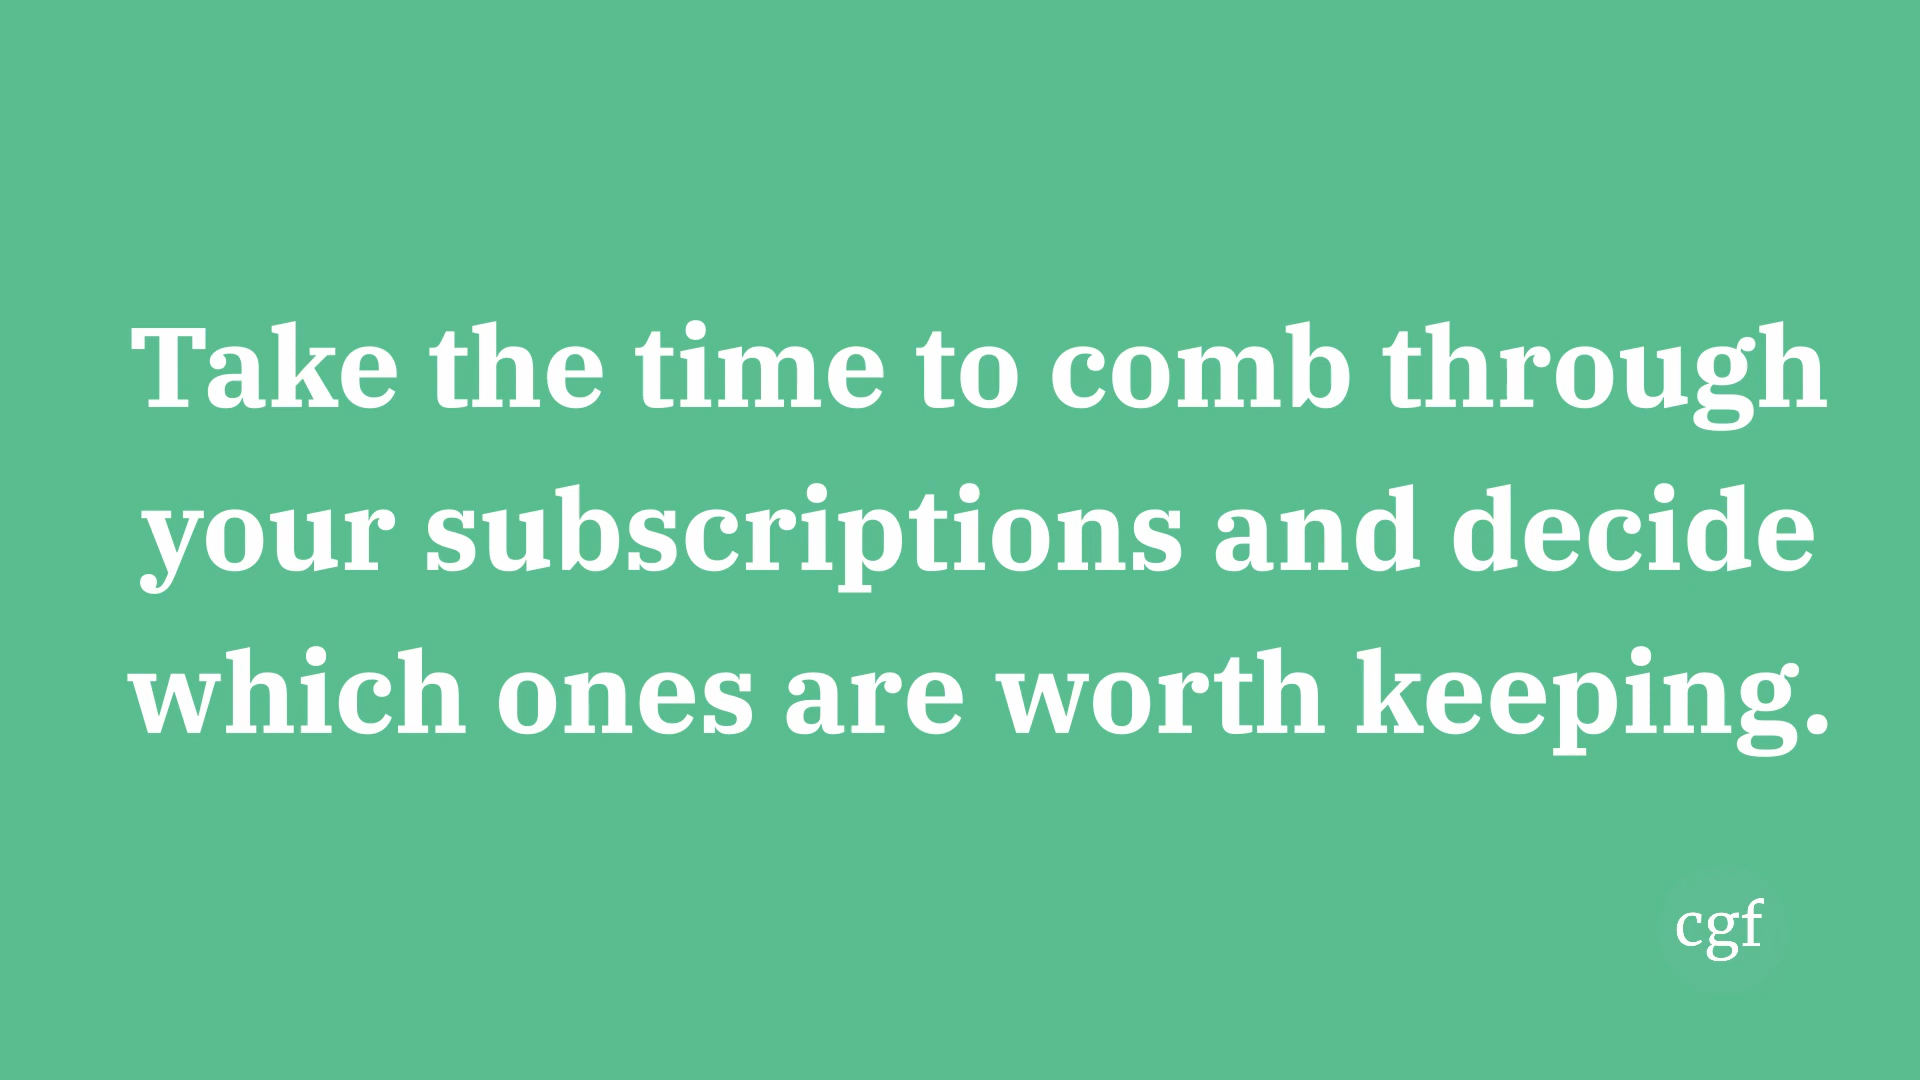 Take the time to comb through
your subscriptions and decide
which ones are worth keeping.
cgf